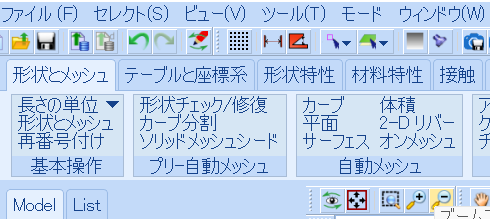 ファイル(F) セレクト(S) ビュー(V) ツール(T) モード ウィンドウ(W)
形状とメッシュ テーブルと座標系 形状特性 材料特性 接触
長さの単位 形状チェック/修復 カーブ 体積
形状とメッシュ カーブ分割 平面 2-Dリバー
再番号付け ソリッドメッシュシード サーフェス オンメッシュ
基本操作 プリー自動メッシュ 自動メッシュ
Model List